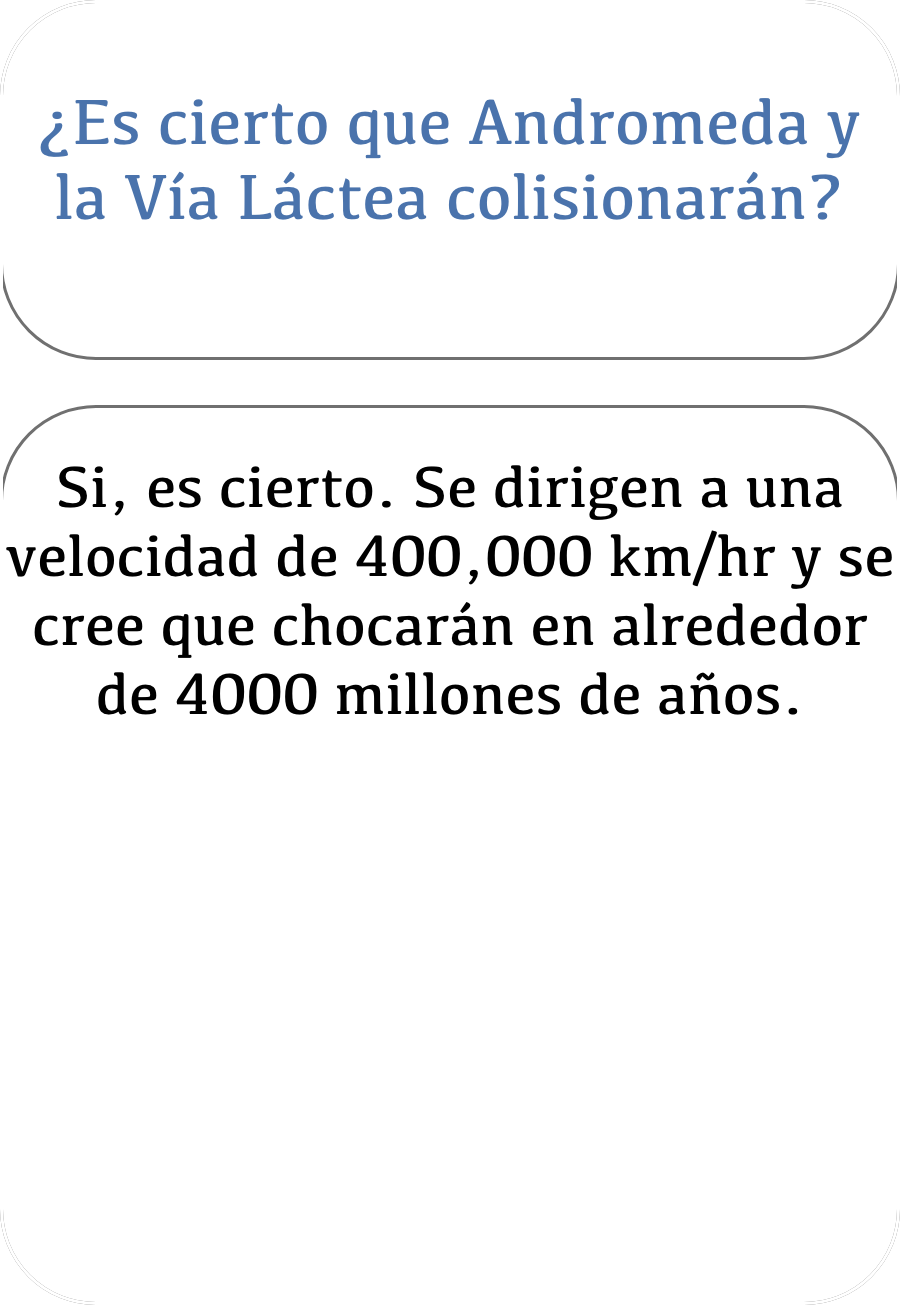 ¿Es cierto que Andromeda y
la Vía Láctea colisionarán?
Si, es cierto. Se dirigen a una
velocidad de 400,000 km/hr y se
cree que chocarán en alrededor
de 4000 millones de años.